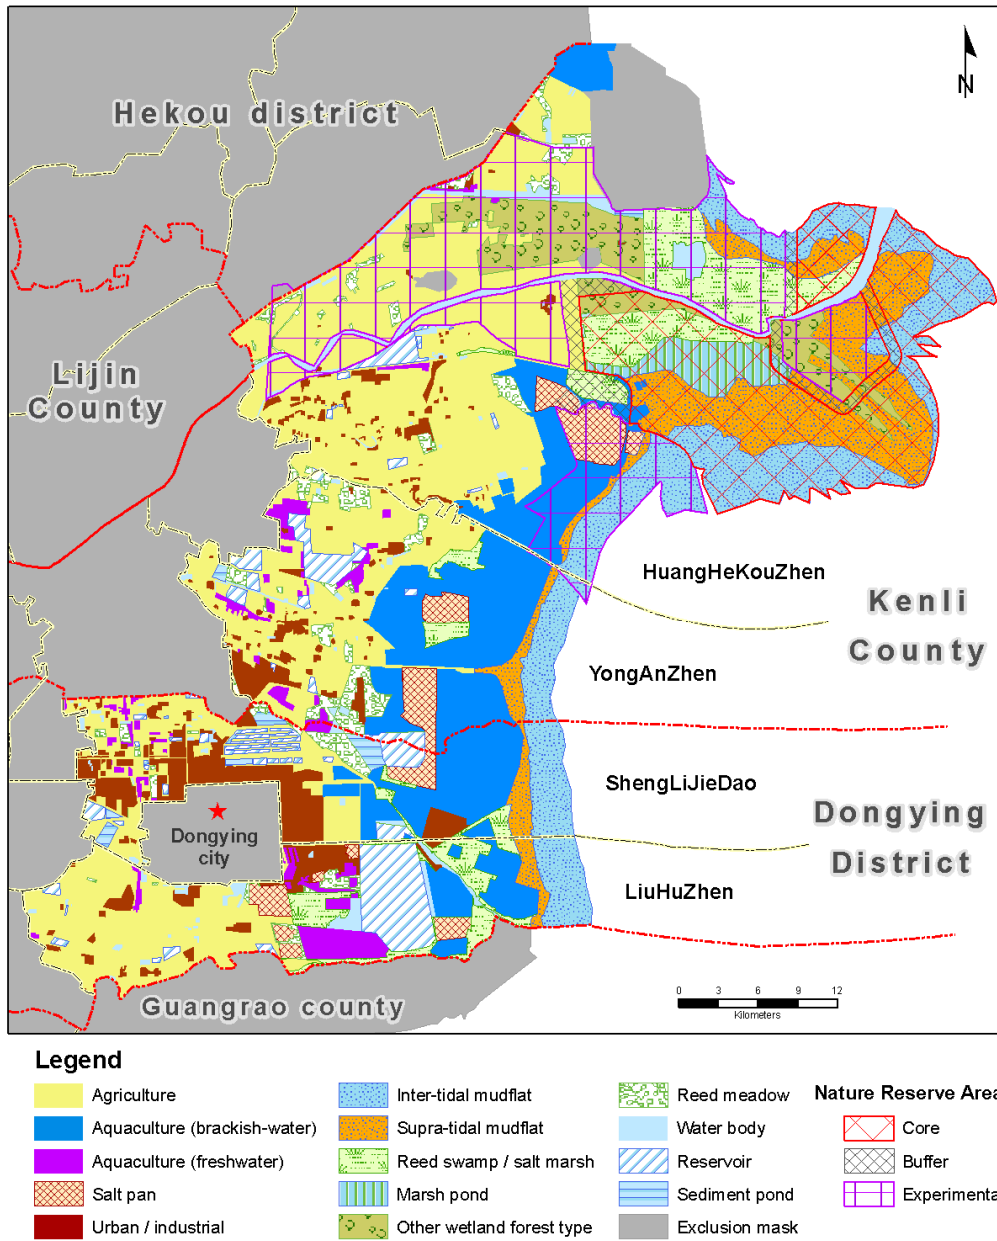 N
Hekou district
Lijin
County
HuangHeKouZhen
Kenli
County
YongAnZhen
ShengLiJieDao
Dongying
District
Dongying
city
LiuHuZhen
Guangrao county
0 3 6 9 12
Kilometers
Legend
Agriculture
Aquaculture (brackish-water)
Aquaculture (freshwater)
Salt pan
Urban / industrial
Inter-tidal mudflat
Supra-tidal mudflat
Reed swamp / salt marsh
Marsh pond
Other wetland forest type
Reed meadow
Water body
Reservoir
Sediment pond
Exclusion mask
Nature Reserve Area
Core
Buffer
Experimenta